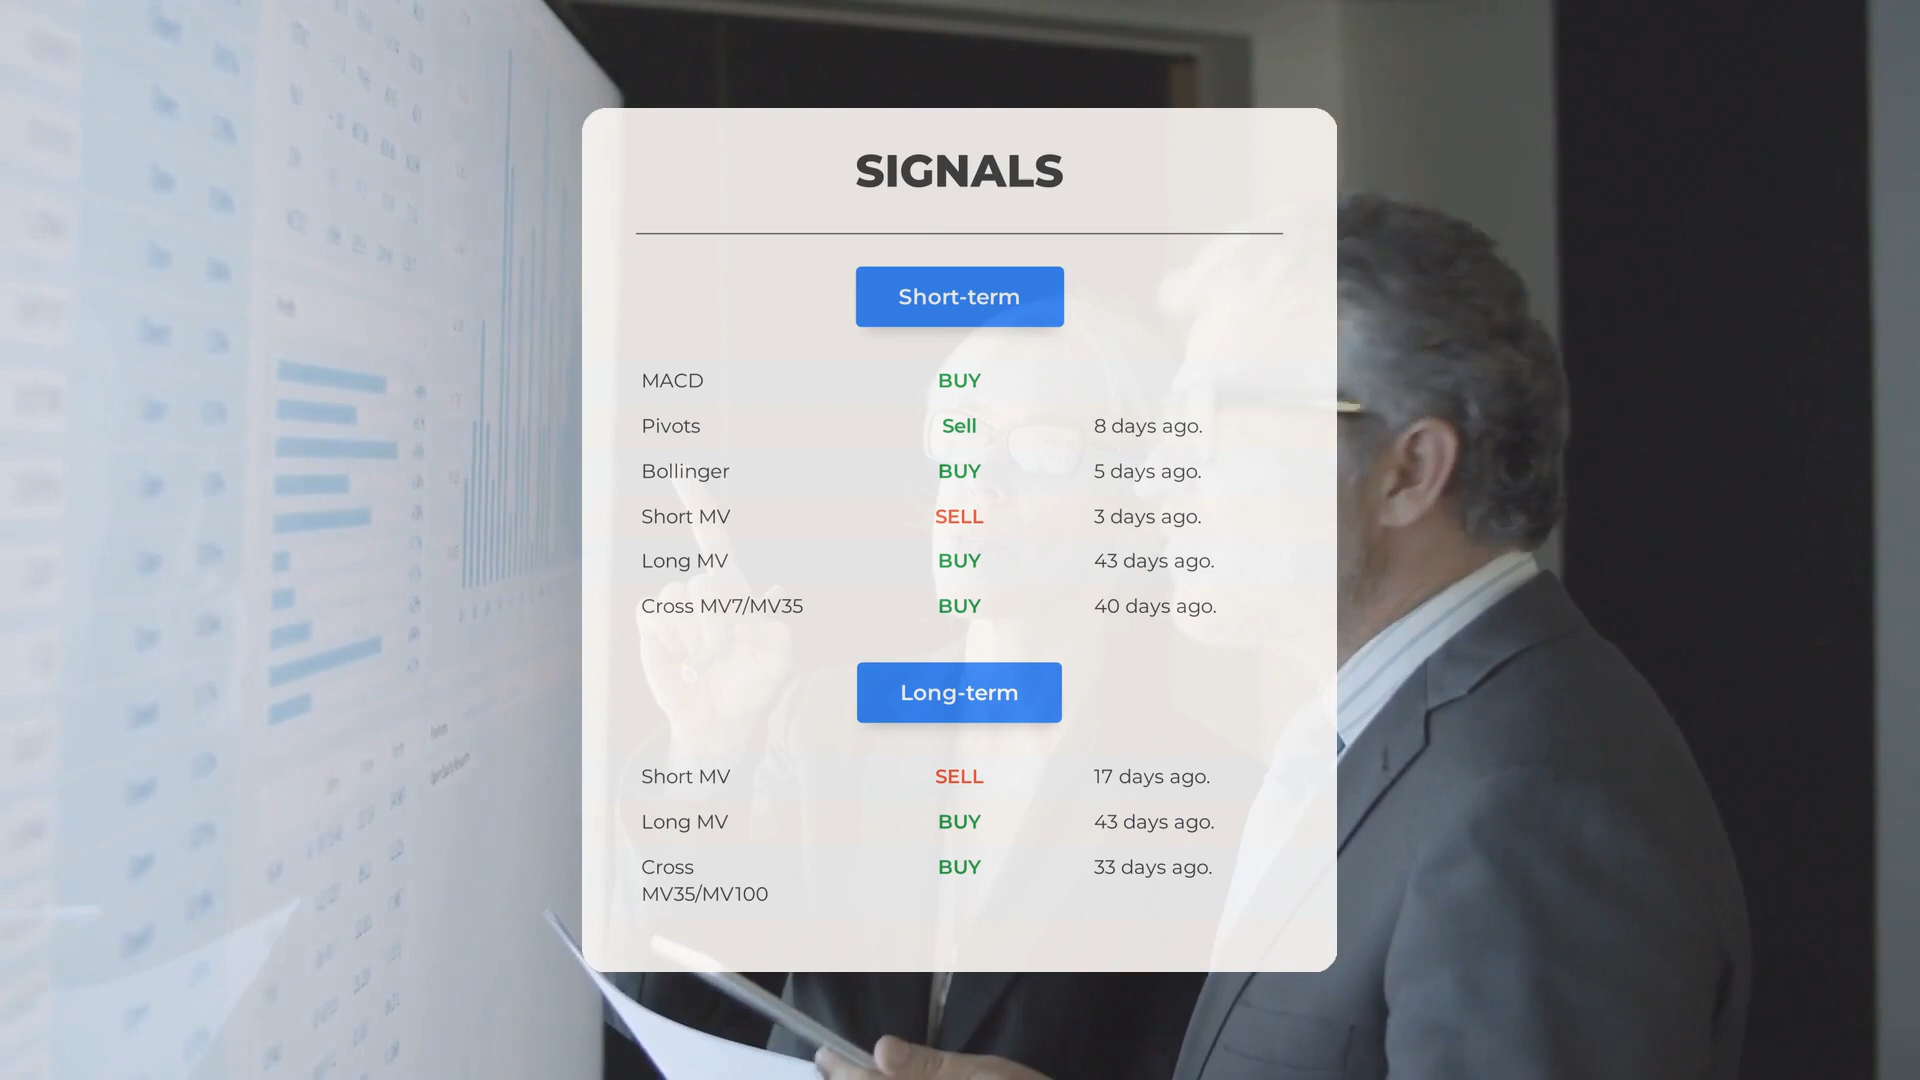 SIGNALS
Short-term
MACD BUY
Pivots Sell 8 days ago.
Bollinger BUY 5 days ago.
Short MV SELL 3 days ago.
Long MV BUY 43 days ago.
Cross MV7/MV35 BUY 40 days ago.
Long-term
Short MV SELL 17 days ago.
Long MV BUY 43 days ago.
Cross BUY 33 days ago.
MV35/MV100